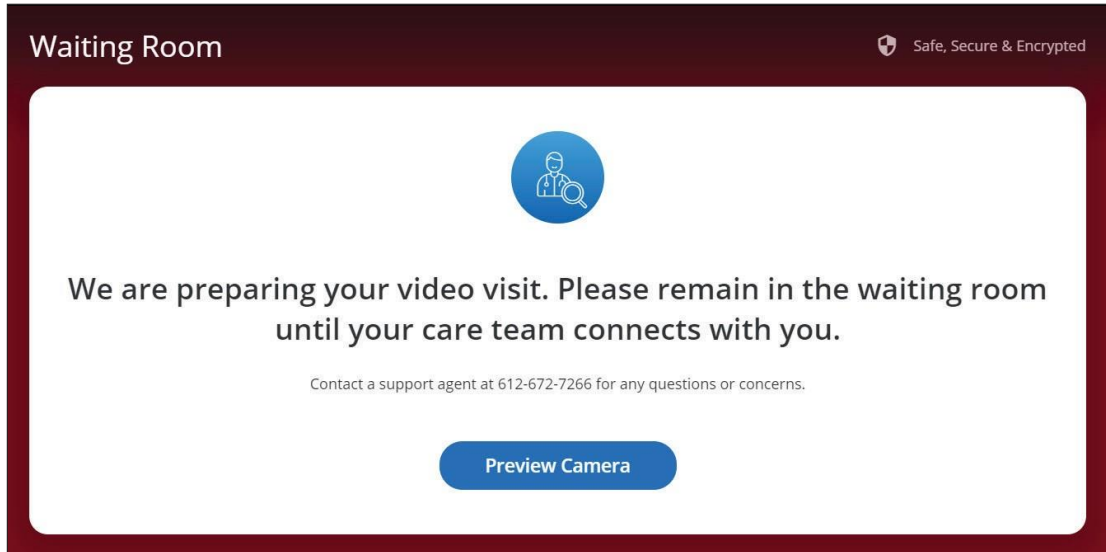 Waiting Room
Safe, Secure & Encrypted
We are preparing your video visit. Please remain in the waiting room
until your care team connects with you.
Contact a support agent at 612-672-7266 for any questions or concerns.
Preview Camera